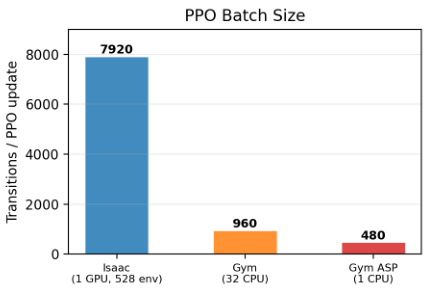 PPO Batch Size
Transitions / PPO update
8000
6000
4000
2000
0
7920
960
480
Isaac
(1 GPU, 528 env)
Gym
(32 CPU)
Gym ASP
(1 CPU)